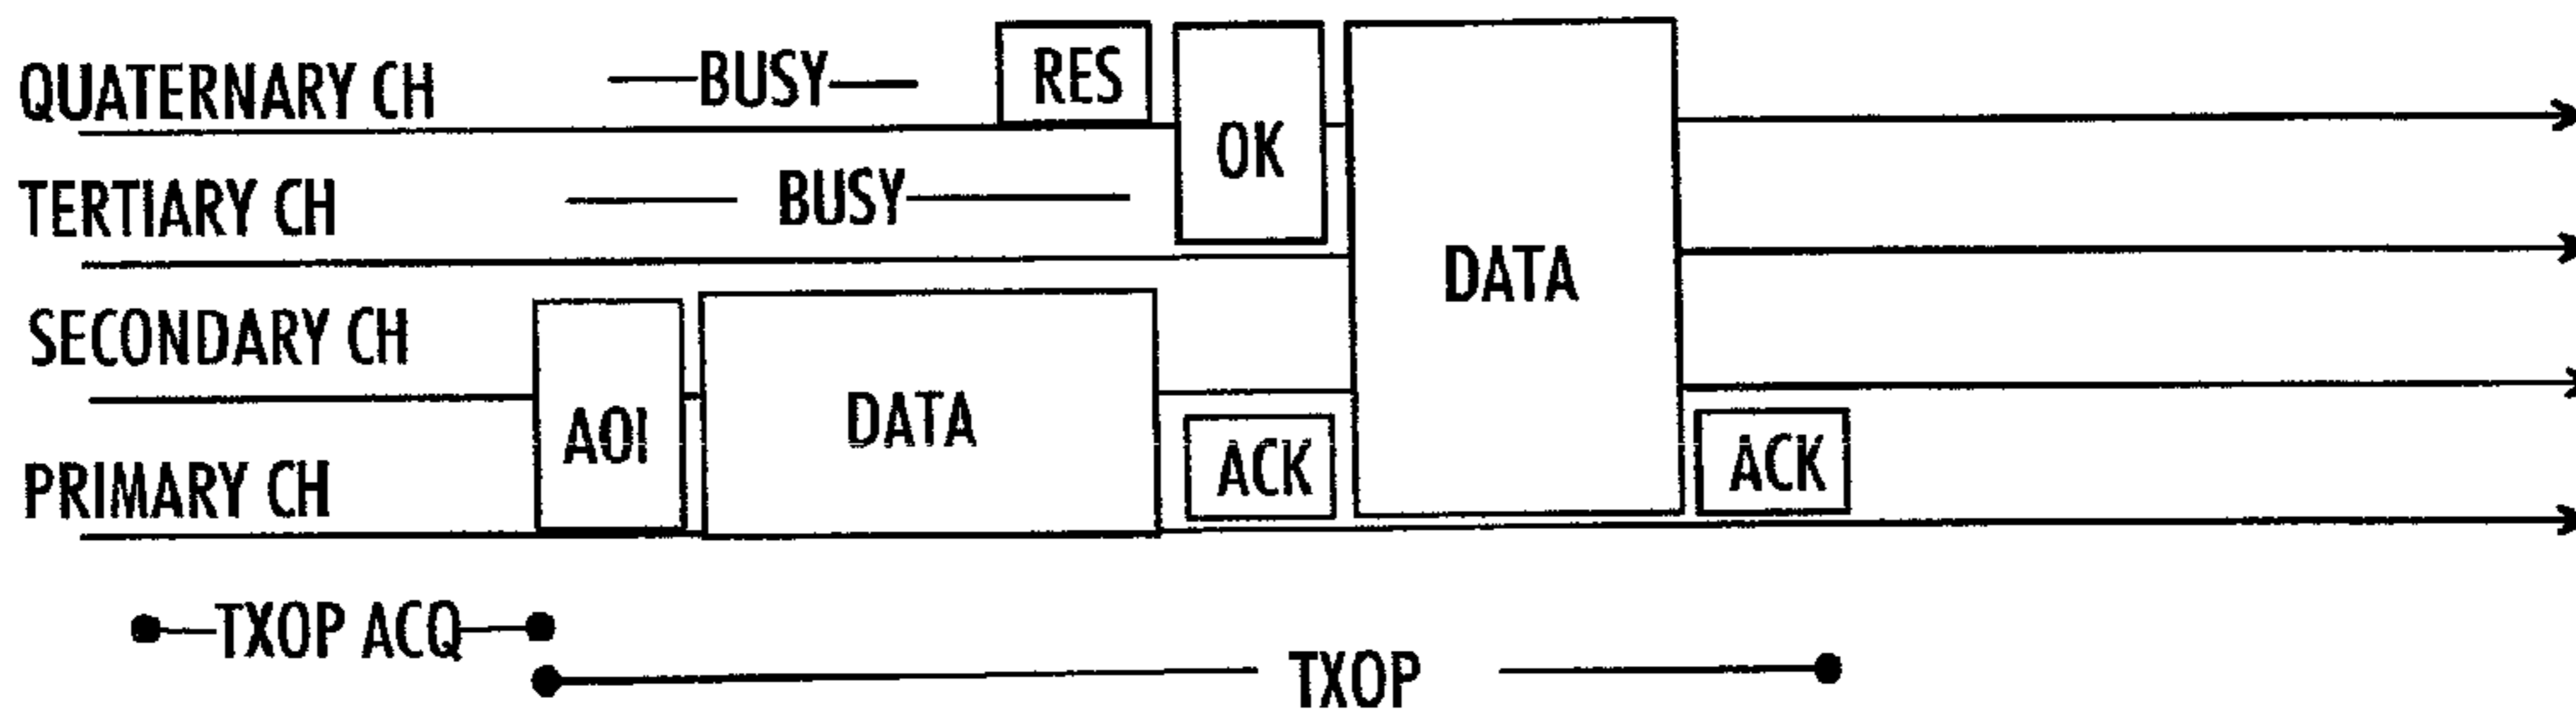 QUATERNARY CH
BUSY
RES
OK
TERTIARY CH
BUSY
DATA
SECONDARY CH
AOI
DATA
PRIMARY CH
ACK
ACK
TXOP ACQ
TXOP